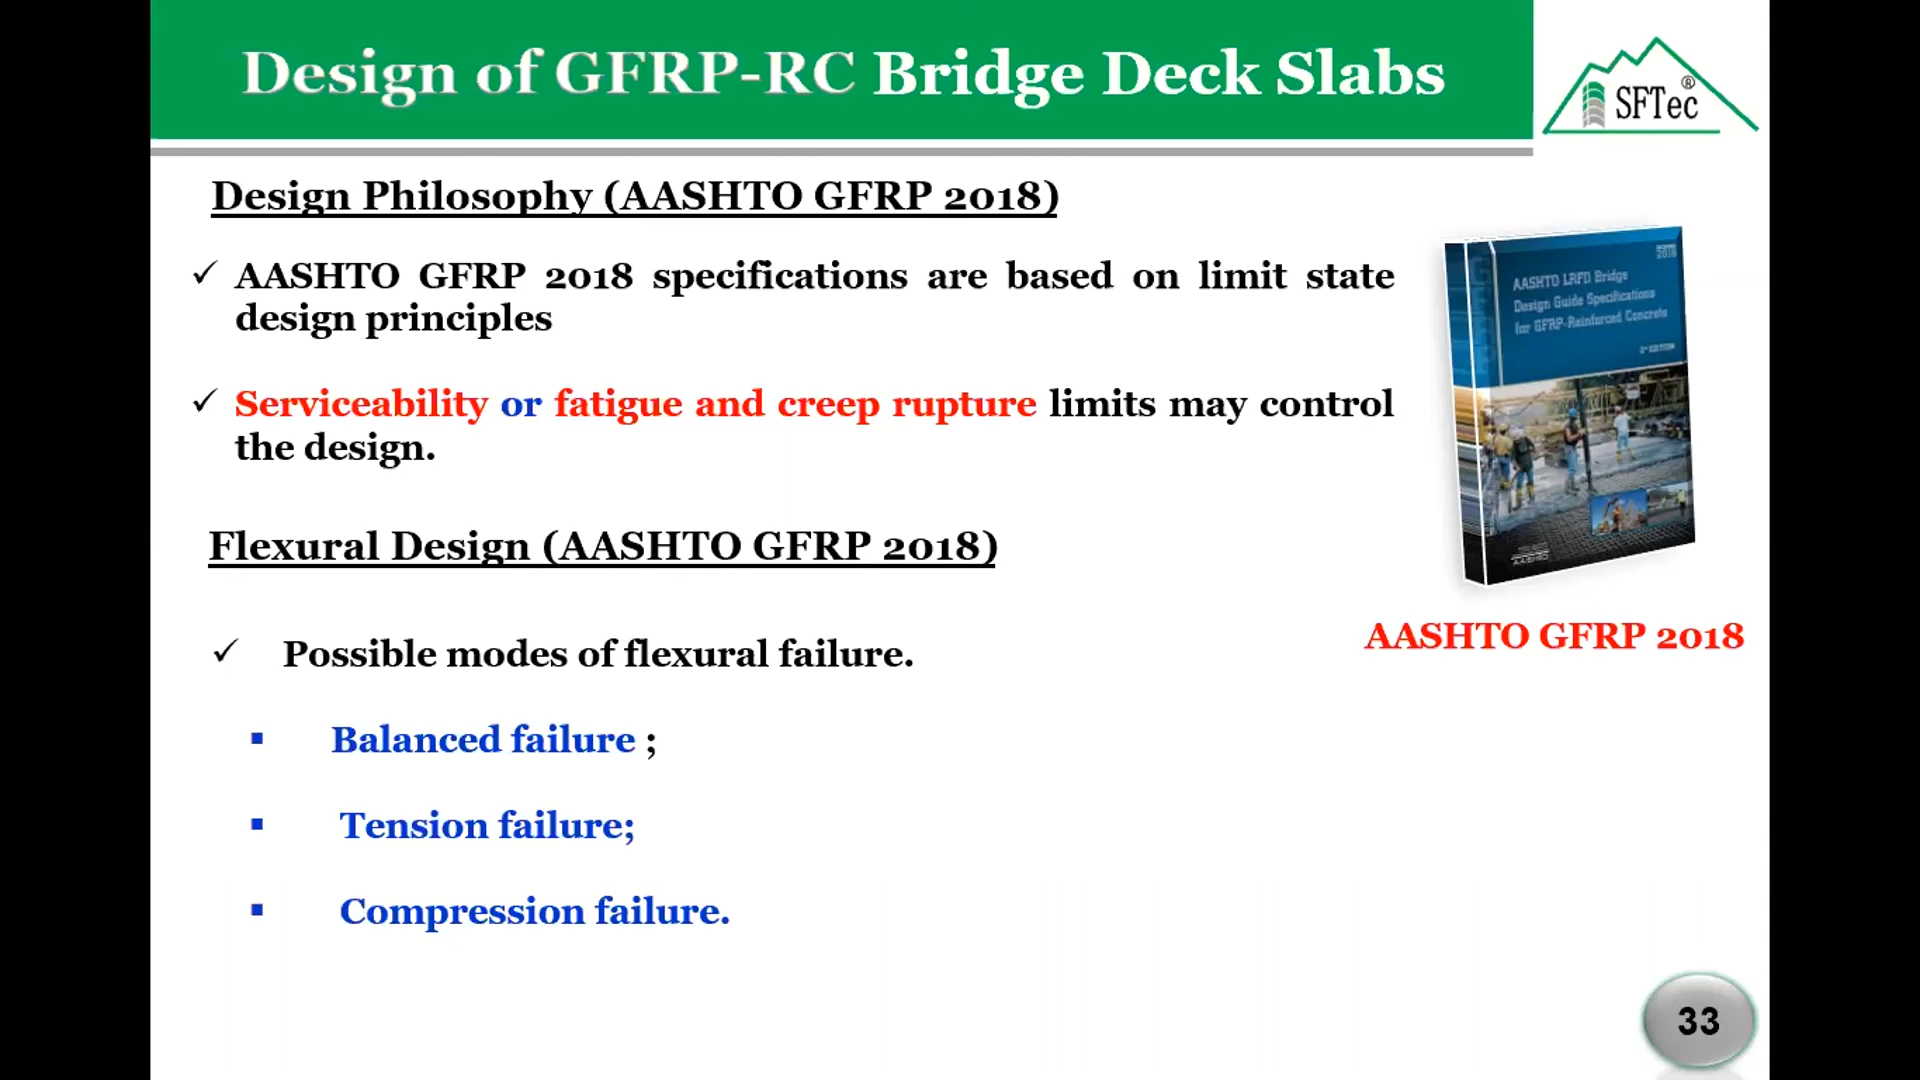 Design of GFRP-RC Bridge Deck Slabs
SFTec®
Design Philosophy (AASHTO GFRP 2018)
✓ AASHTO GFRP 2018 specifications are based on limit state
design principles
✓ Serviceability or fatigue and creep rupture limits may control
the design.
AASHTO LRFD Bridge
Design Guide Specifications
for GFRP-Reinforced Concrete
2nd EDITION
AASHTO
AASHTO GFRP 2018
Flexural Design (AASHTO GFRP 2018)
✓ Possible modes of flexural failure.
▪ Balanced failure ;
▪ Tension failure;
▪ Compression failure.
33